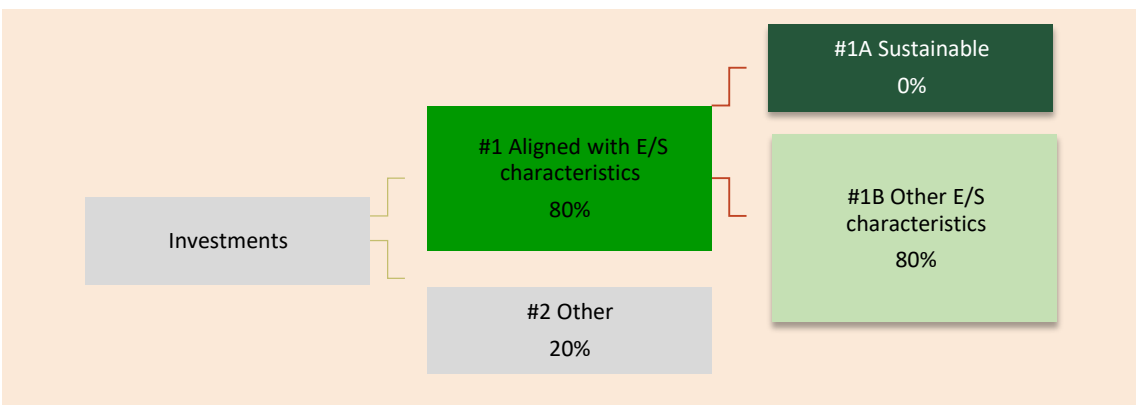 Investments
#1 Aligned with E/S
characteristics
80%
#2 Other
20%
#1A Sustainable
0%
#1B Other E/S
characteristics
80%